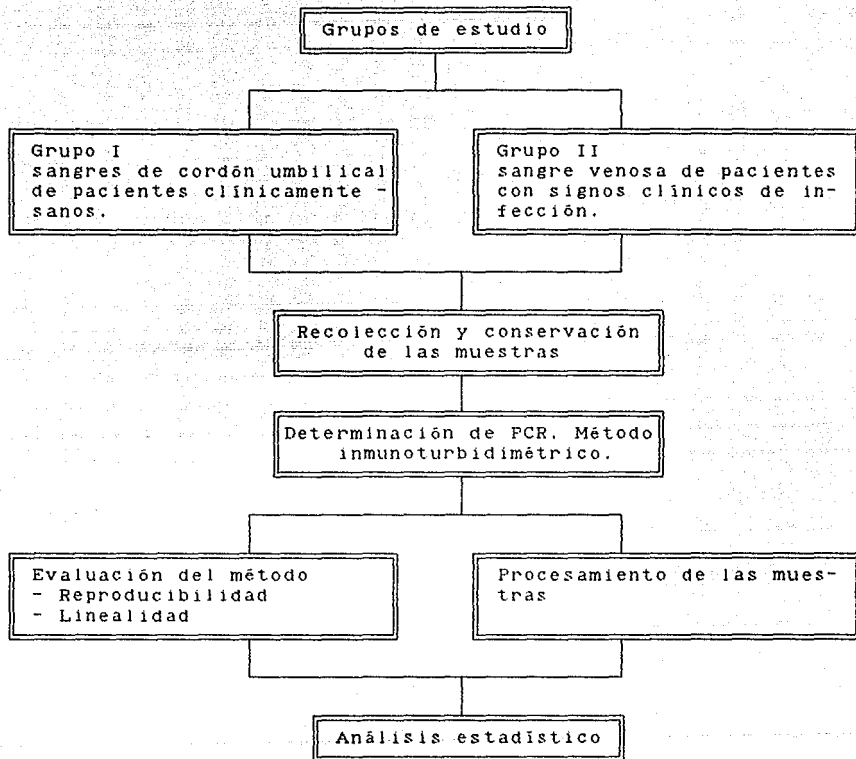 Grupos de estudio
Grupo I
sangres de cordón umbilical
de pacientes clínicamente -
sanos.
Grupo II
sangre venosa de pacientes
con signos clínicos de in-
fección.
Recolección y conservación
de las muestras
Determinación de PCR. Método
inmunoturbidimétrico.
Evaluación del método
- Reproducibilidad
- Linealidad
Procesamiento de las mues-
tras
Análisis estadístico